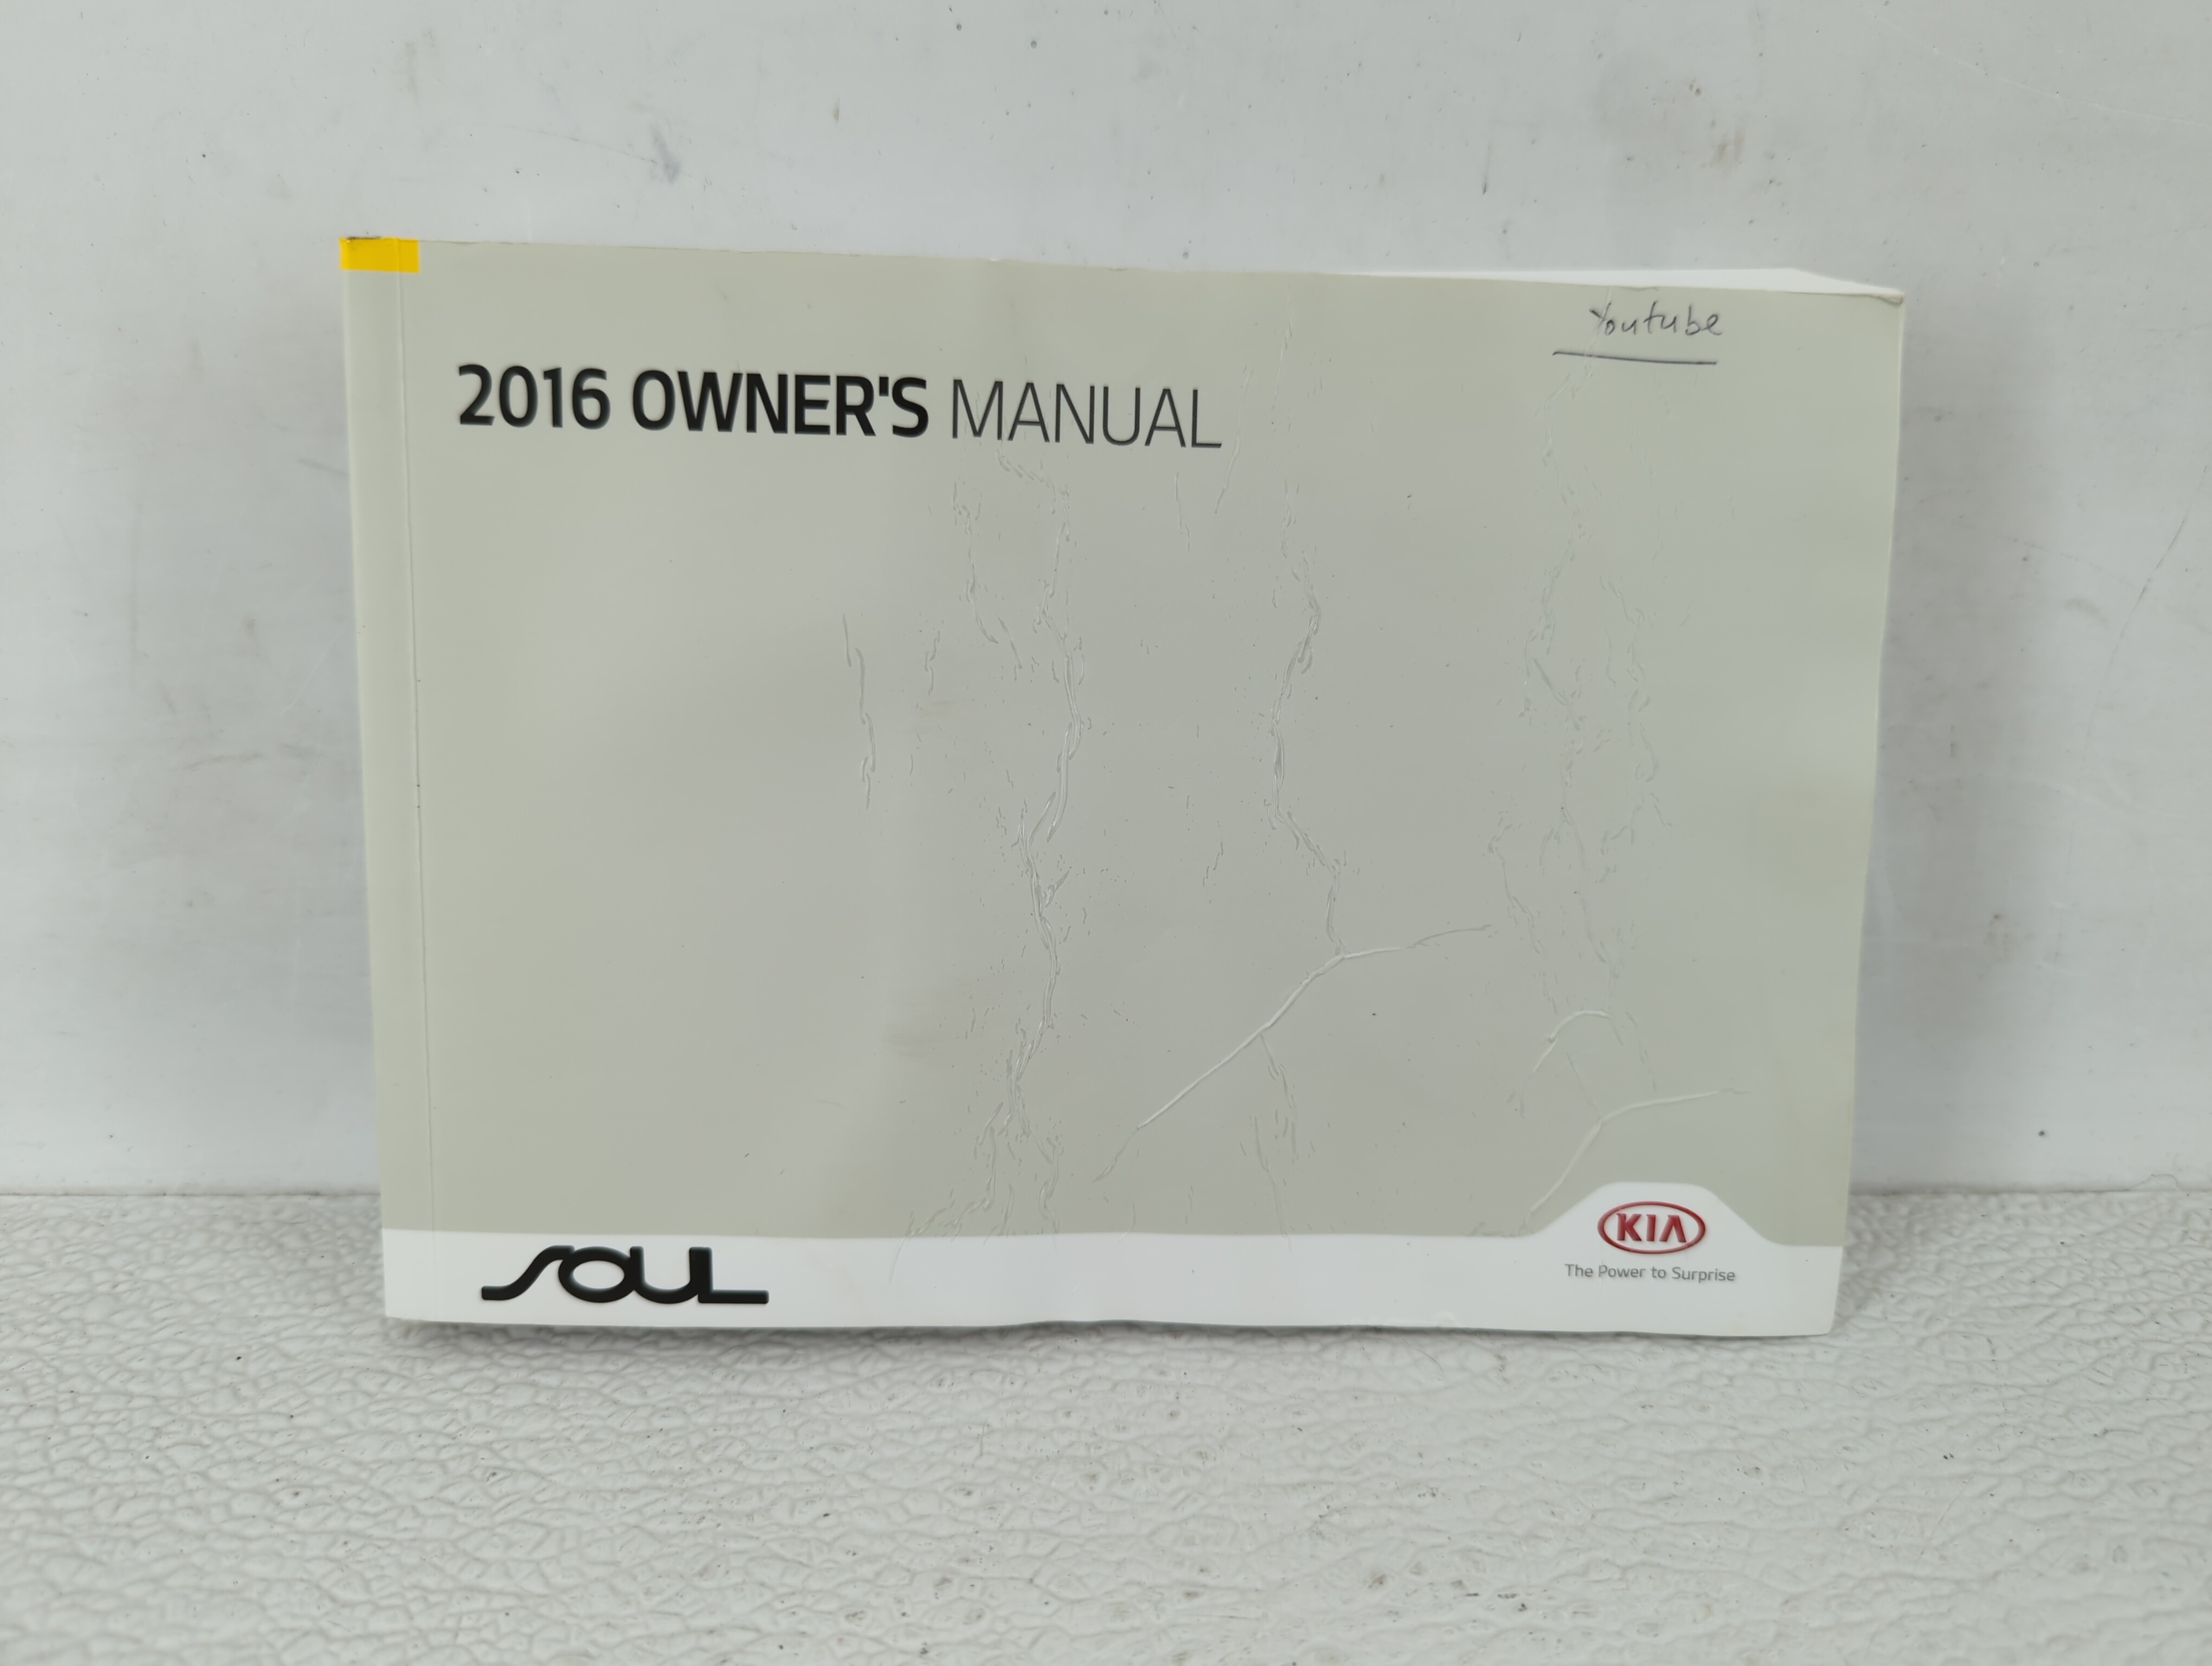 Youtube
2016 OWNER'S MANUAL
SOUL
KIA
The Power to Surprise